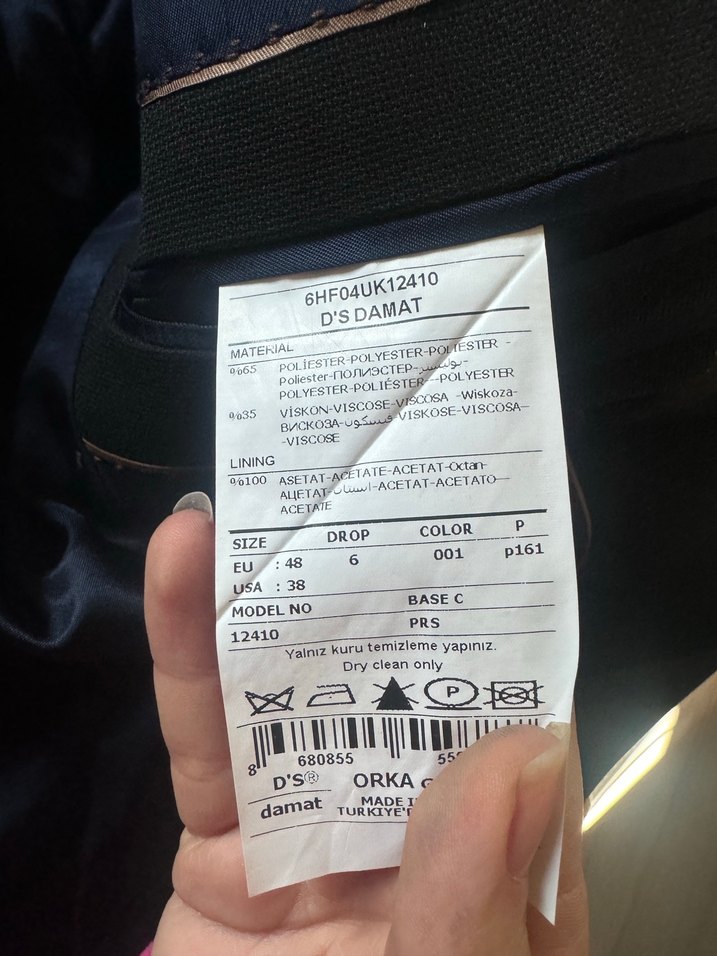 6HF04UK12410
D'S DAMAT
MATERIAL
%65 POLİESTER-POLYESTER-POLIESTER -
Poliester-ПОЛИЭСТЕР-بوليستر-
POLYESTER-POLIÉSTER---POLYESTER
%35 VİSKON-VISCOSE-VISCOSA -Wiskoza-
ВИСКОЗА-فسكون-VISKOSE-VISCOSA--
-VISCOSE
LINING
%100 ASETAT-ACETATE-ACETAT-Octan-
АЦЕТАТ-اسيتات-ACETAT-ACETATO--
ACETATE
SIZE DROP COLOR P
EU : 48 6 001 p161
USA : 38
MODEL NO BASE C
12410 PRS
Yalnız kuru temizleme yapınız.
Dry clean only
P
8 680855
D'S® ORKA
damat MADE
TURKIYE'